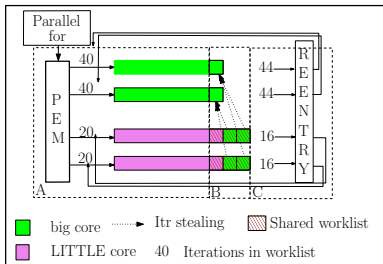 Parallel
for
40
44
40
44
20
16
20
16
P
E
M
R
E
E
N
T
R
Y
A
B
C
big core
Itr stealing
Shared worklist
LITTLE core
40 Iterations in worklist